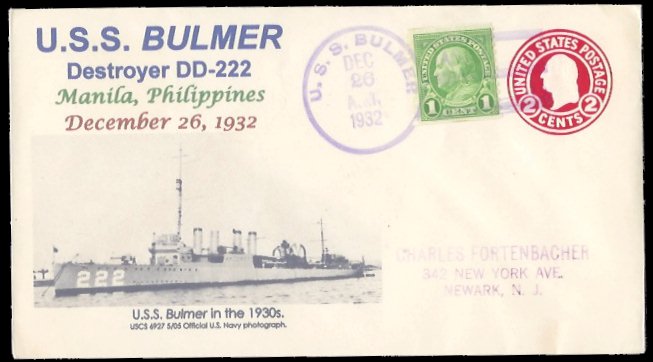 U.S.S. BULMER
Destroyer DD-222
Manila, Philippines
December 26, 1932
U. S. S. BULMER
DEC
26
A.M.
1932
UNITED STATES POSTAGE
1 CENT 1
UNITED STATES POSTAGE
2 CENTS 2
222
CHARLES FORTENBACHER
342 NEW YORK AVE.
NEWARK, N. J.
U.S.S. Bulmer in the 1930s.
USCS 6927 5/05 Official U.S. Navy photograph.